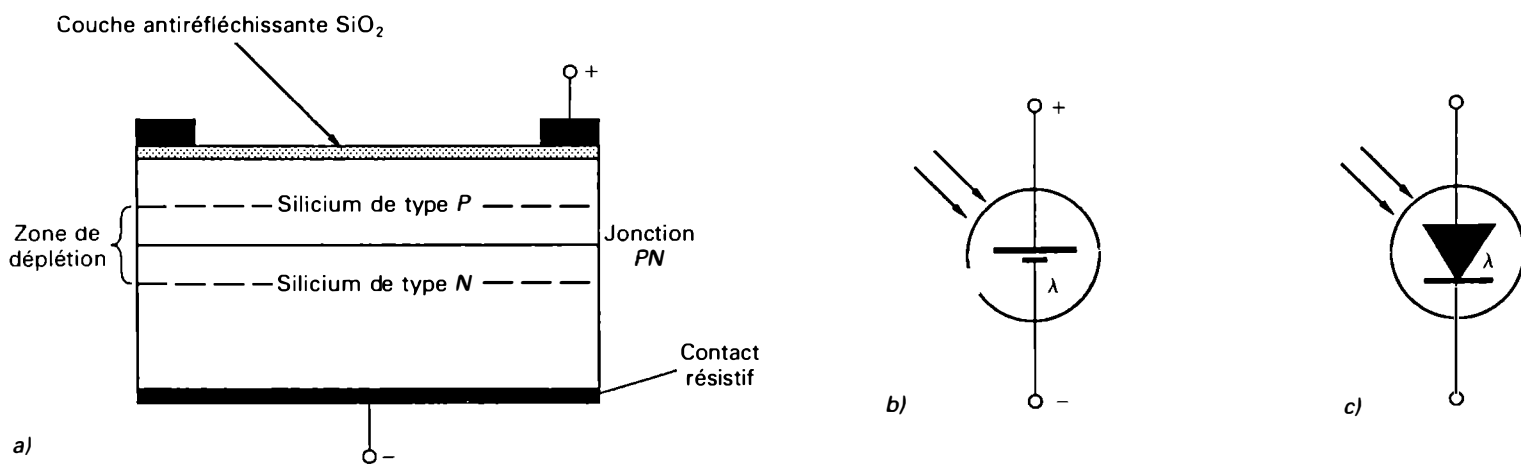 Couche antiréfléchissante SiO₂
+
Silicium de type P
Zone de
déplétion
Jonction
PN
Silicium de type N
Contact
résistif
−
a)
+
λ
−
b)
λ
c)